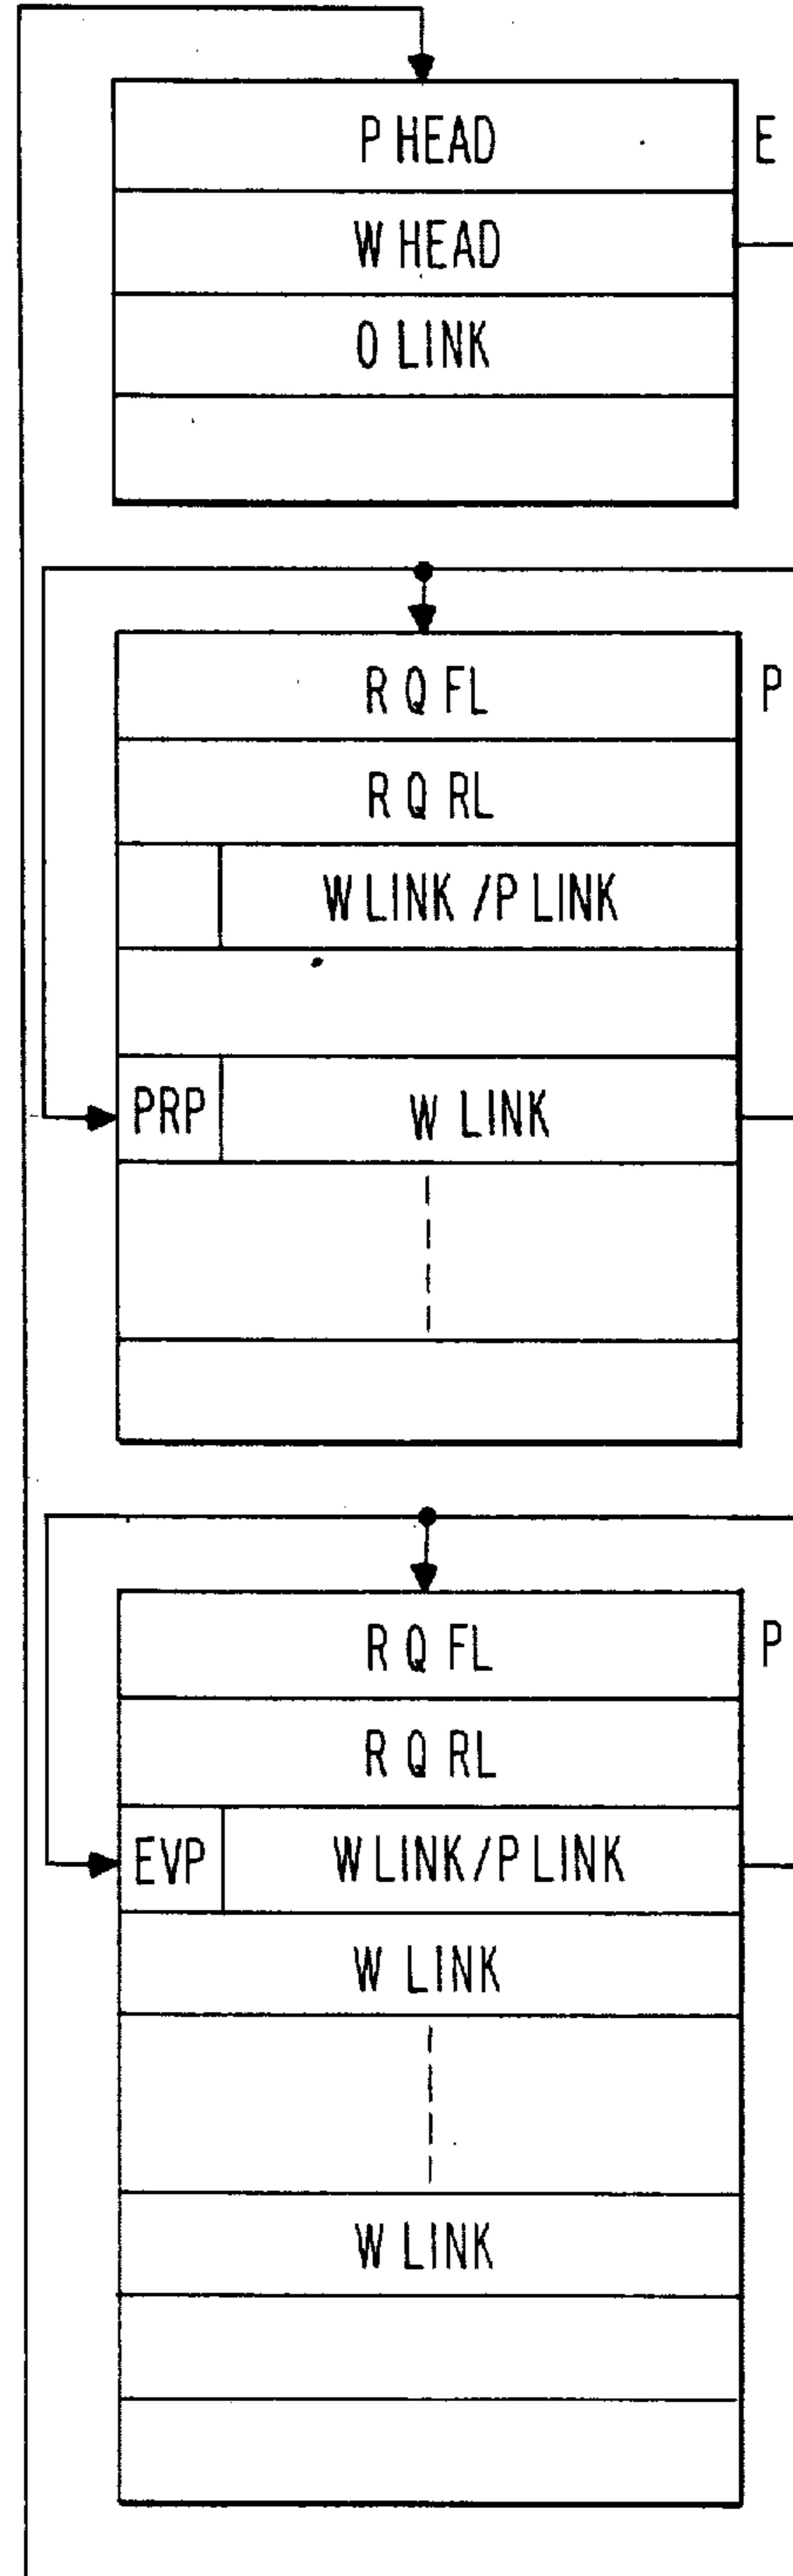 P HEAD E
W HEAD
O LINK
R Q FL P
R Q RL
W LINK / P LINK
PRP W LINK
R Q FL P
R Q RL
EVP W LINK / P LINK
W LINK
W LINK